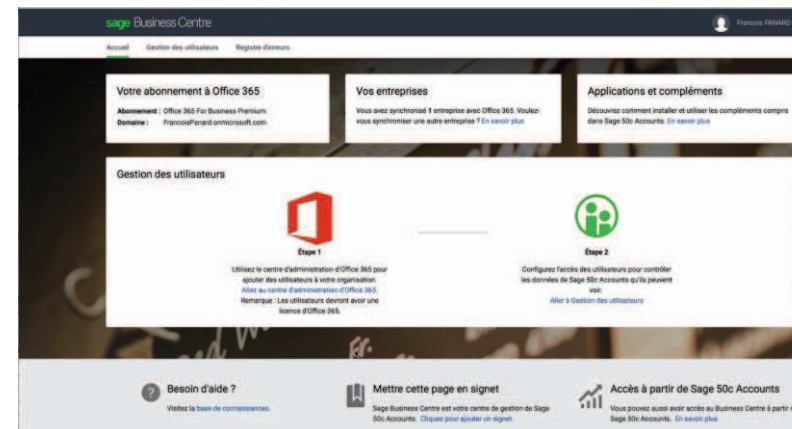 sage Business Centre
Francois PANARD
Accueil Gestion des utilisateurs Registre d'erreurs
Votre abonnement à Office 365
Abonnement : Office 365 For Business Premium
Domaine : FrancoisPanard.onmicrossoft.com
Vos entreprises
Vous avez synchronisé 1 entreprise avec Office 365. Voulez-
vous synchroniser une autre entreprise ? En savoir plus
Applications et compléments
Découvrez comment installer et utiliser les compléments compris
dans Sage 50c Accounts. En savoir plus
Gestion des utilisateurs
Étape 1
Utilisez le centre d'administration d'Office 365 pour
ajouter des utilisateurs à votre organisation.
Allez au centre d'administration d'Office 365.
Remarque : Les utilisateurs devront avoir une
licence d'Office 365.
Étape 2
Configurez l'accès des utilisateurs pour contrôler
les données de Sage 50c Accounts qu'ils peuvent
voir.
Aller à Gestion des utilisateurs
Besoin d'aide ?
Visitez la base de connaissances.
Mettre cette page en signet
Sage Business Centre est votre centre de gestion de Sage
50c Accounts. Cliquez pour ajouter un signet.
Accès à partir de Sage 50c Accounts
Vous pouvez aussi avoir accès au Business Centre à partir
Sage 50c Accounts. En savoir plus